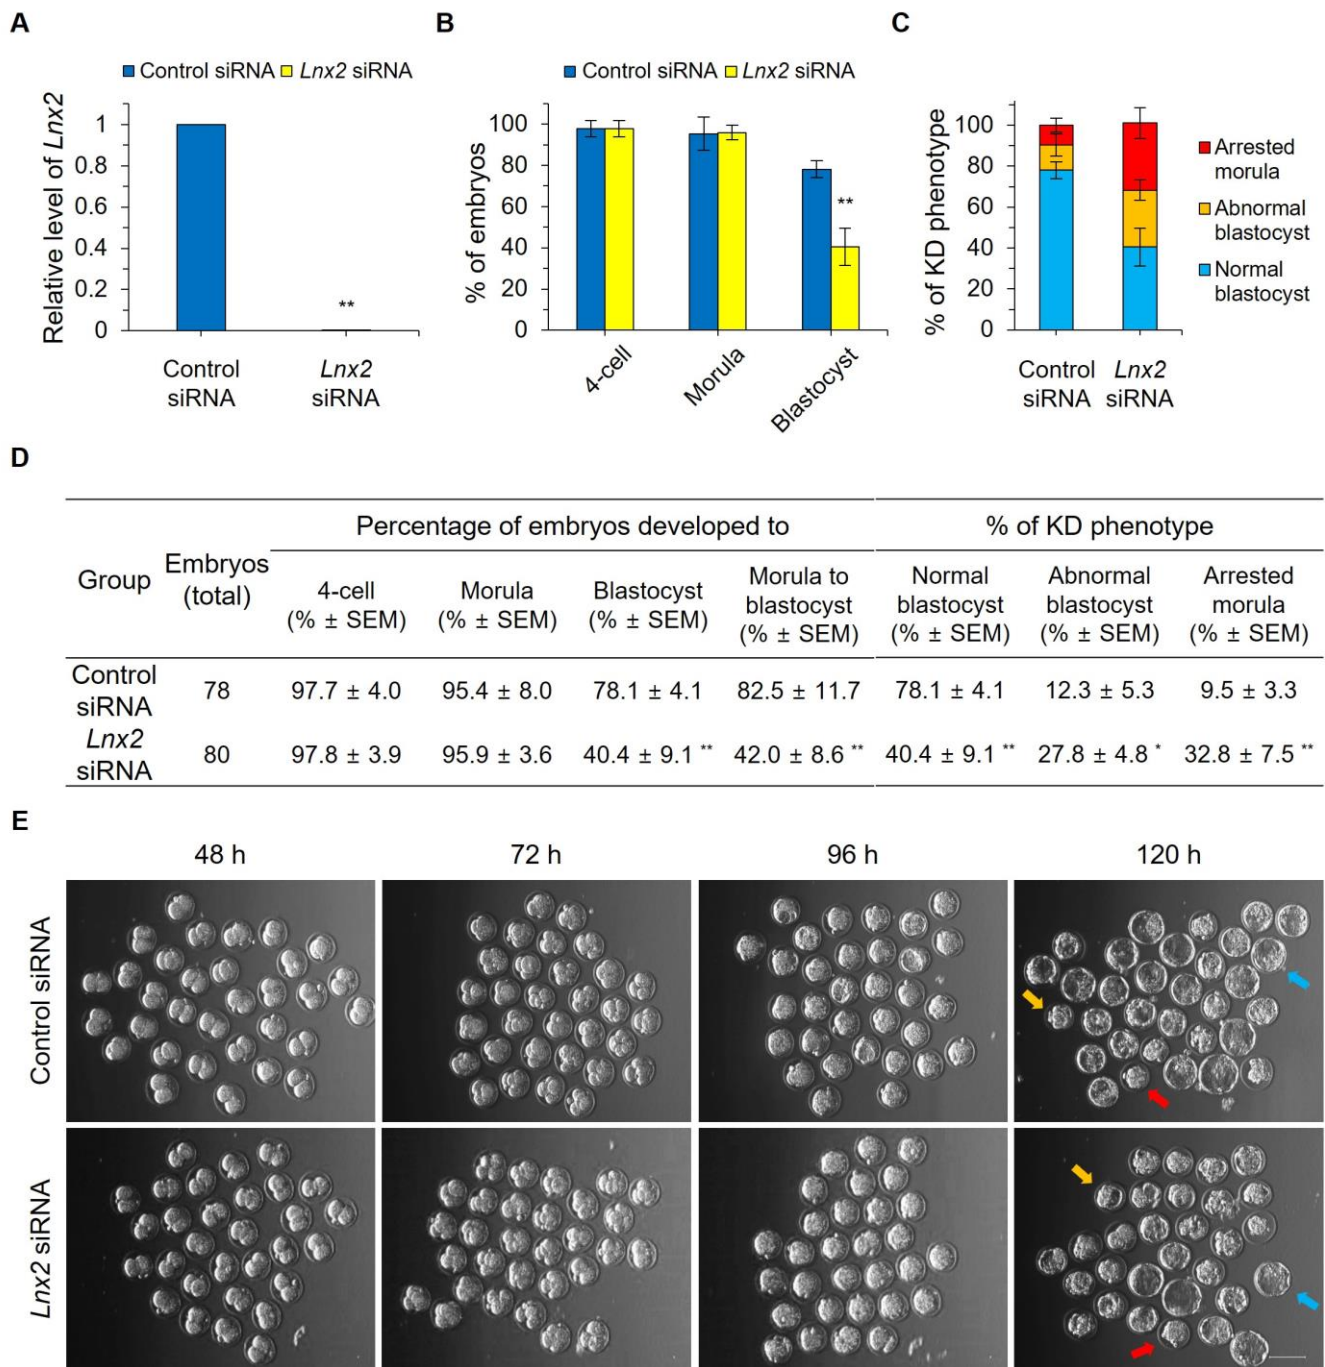 A
Control siRNA Lnx2 siRNA
Relative level of Lnx2
1
0.8
0.6
0.4
0.2
0
**
Control
siRNA
Lnx2
siRNA
B
Control siRNA Lnx2 siRNA
% of embryos
100
80
60
40
20
0
**
4-cell
Morula
Blastocyst
C
% of KD phenotype
100
80
60
40
20
0
Control
siRNA
Lnx2
siRNA
Arrested
morula
Abnormal
blastocyst
Normal
blastocyst
D
Percentage of embryos developed to
% of KD phenotype
Group
Embryos
(total)
4-cell
(% ± SEM)
Morula
(% ± SEM)
Blastocyst
(% ± SEM)
Morula to
blastocyst
(% ± SEM)
Normal
blastocyst
(% ± SEM)
Abnormal
blastocyst
(% ± SEM)
Arrested
morula
(% ± SEM)
Control
siRNA
78 97.7 ± 4.0 95.4 ± 8.0 78.1 ± 4.1 82.5 ± 11.7 78.1 ± 4.1 12.3 ± 5.3 9.5 ± 3.3
Lnx2
siRNA
80 97.8 ± 3.9 95.9 ± 3.6 40.4 ± 9.1 ** 42.0 ± 8.6 ** 40.4 ± 9.1 ** 27.8 ± 4.8 * 32.8 ± 7.5 **
E
48 h 72 h 96 h 120 h
Control siRNA
Lnx2 siRNA